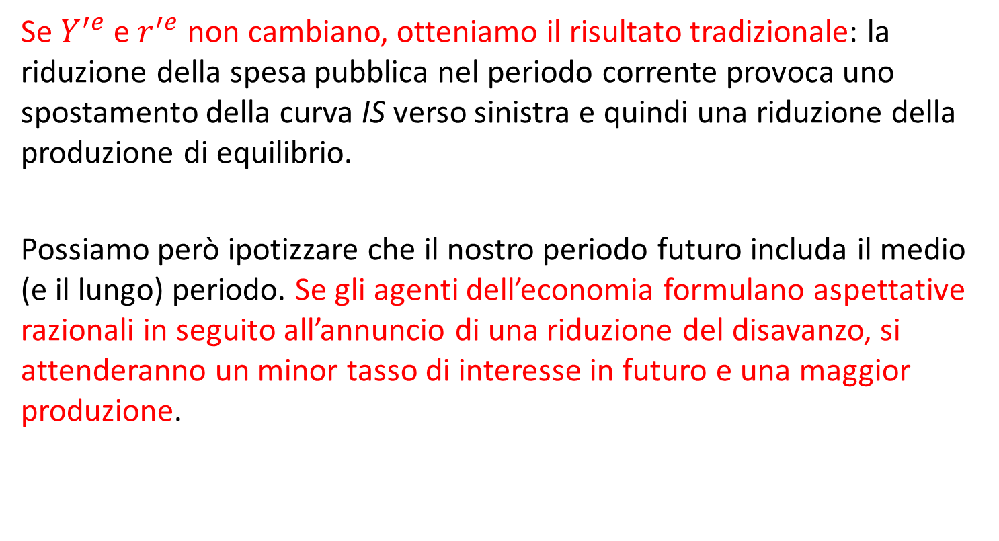 Se Y′ᵉ e r′ᵉ non cambiano, otteniamo il risultato tradizionale: la
riduzione della spesa pubblica nel periodo corrente provoca uno
spostamento della curva IS verso sinistra e quindi una riduzione della
produzione di equilibrio.
Possiamo però ipotizzare che il nostro periodo futuro includa il medio
(e il lungo) periodo. Se gli agenti dell’economia formulano aspettative
razionali in seguito all’annuncio di una riduzione del disavanzo, si
attenderanno un minor tasso di interesse in futuro e una maggior
produzione.